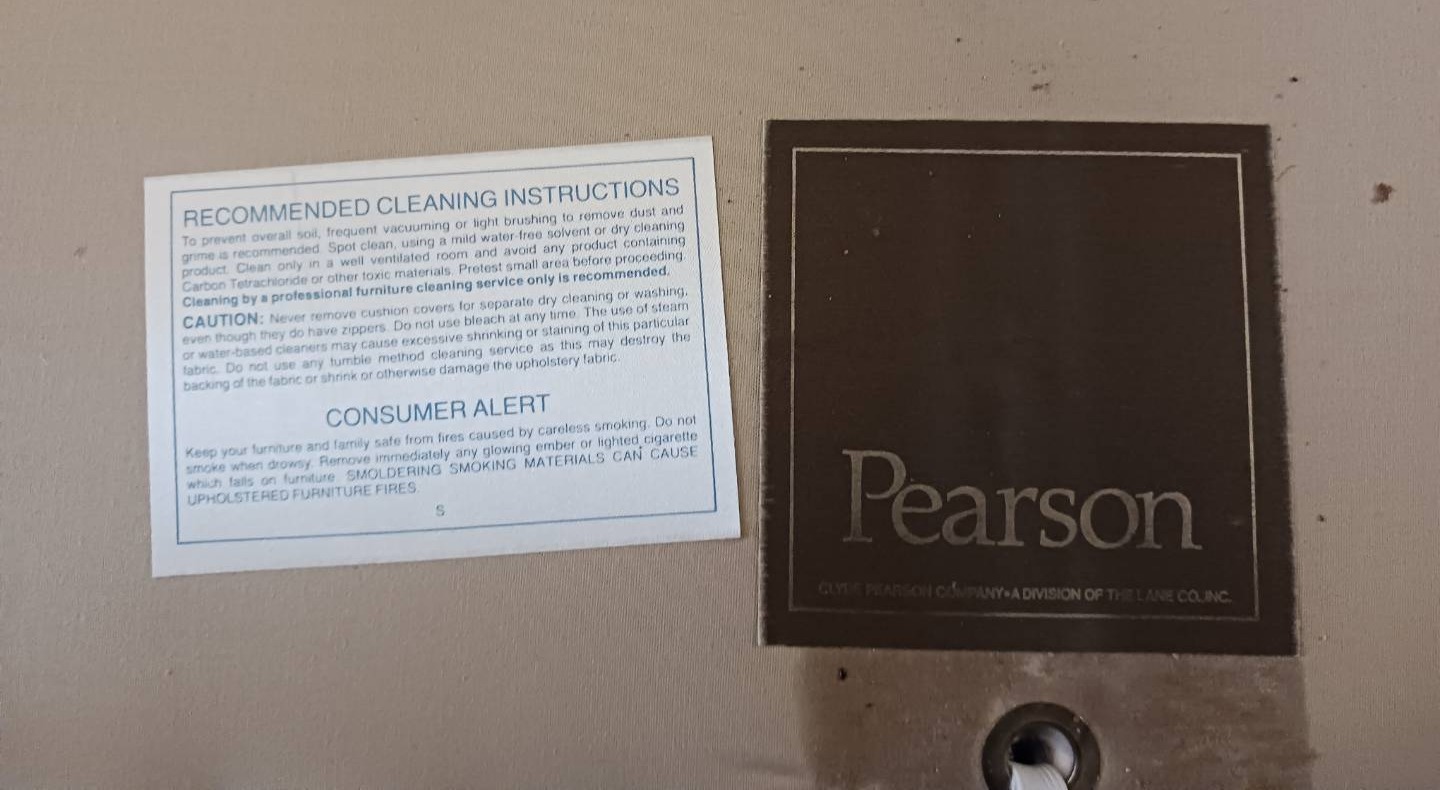 RECOMMENDED CLEANING INSTRUCTIONS
To prevent overall soil, frequent vacuuming or light brushing to remove dust and
grime is recommended. Spot clean, using a mild water-free solvent or dry cleaning
product. Clean only in a well ventilated room and avoid any product containing
Carbon Tetrachloride or other toxic materials. Pretest small area before proceeding.
Cleaning by a professional furniture cleaning service only is recommended.
CAUTION: Never remove cushion covers for separate dry cleaning or washing,
even though they do have zippers. Do not use bleach at any time. The use of steam
or water-based cleaners may cause excessive shrinking or staining of this particular
fabric. Do not use any tumble method cleaning service as this may destroy the
backing of the fabric or shrink or otherwise damage the upholstery fabric.
CONSUMER ALERT
Keep your furniture and family safe from fires caused by careless smoking. Do not
smoke when drowsy. Remove immediately any glowing ember or lighted cigarette
which falls on furniture. SMOLDERING SMOKING MATERIALS CAN CAUSE
UPHOLSTERED FURNITURE FIRES.
S
Pearson
CLYDE PEARSON COMPANY•A DIVISION OF THE LANE CO., INC.